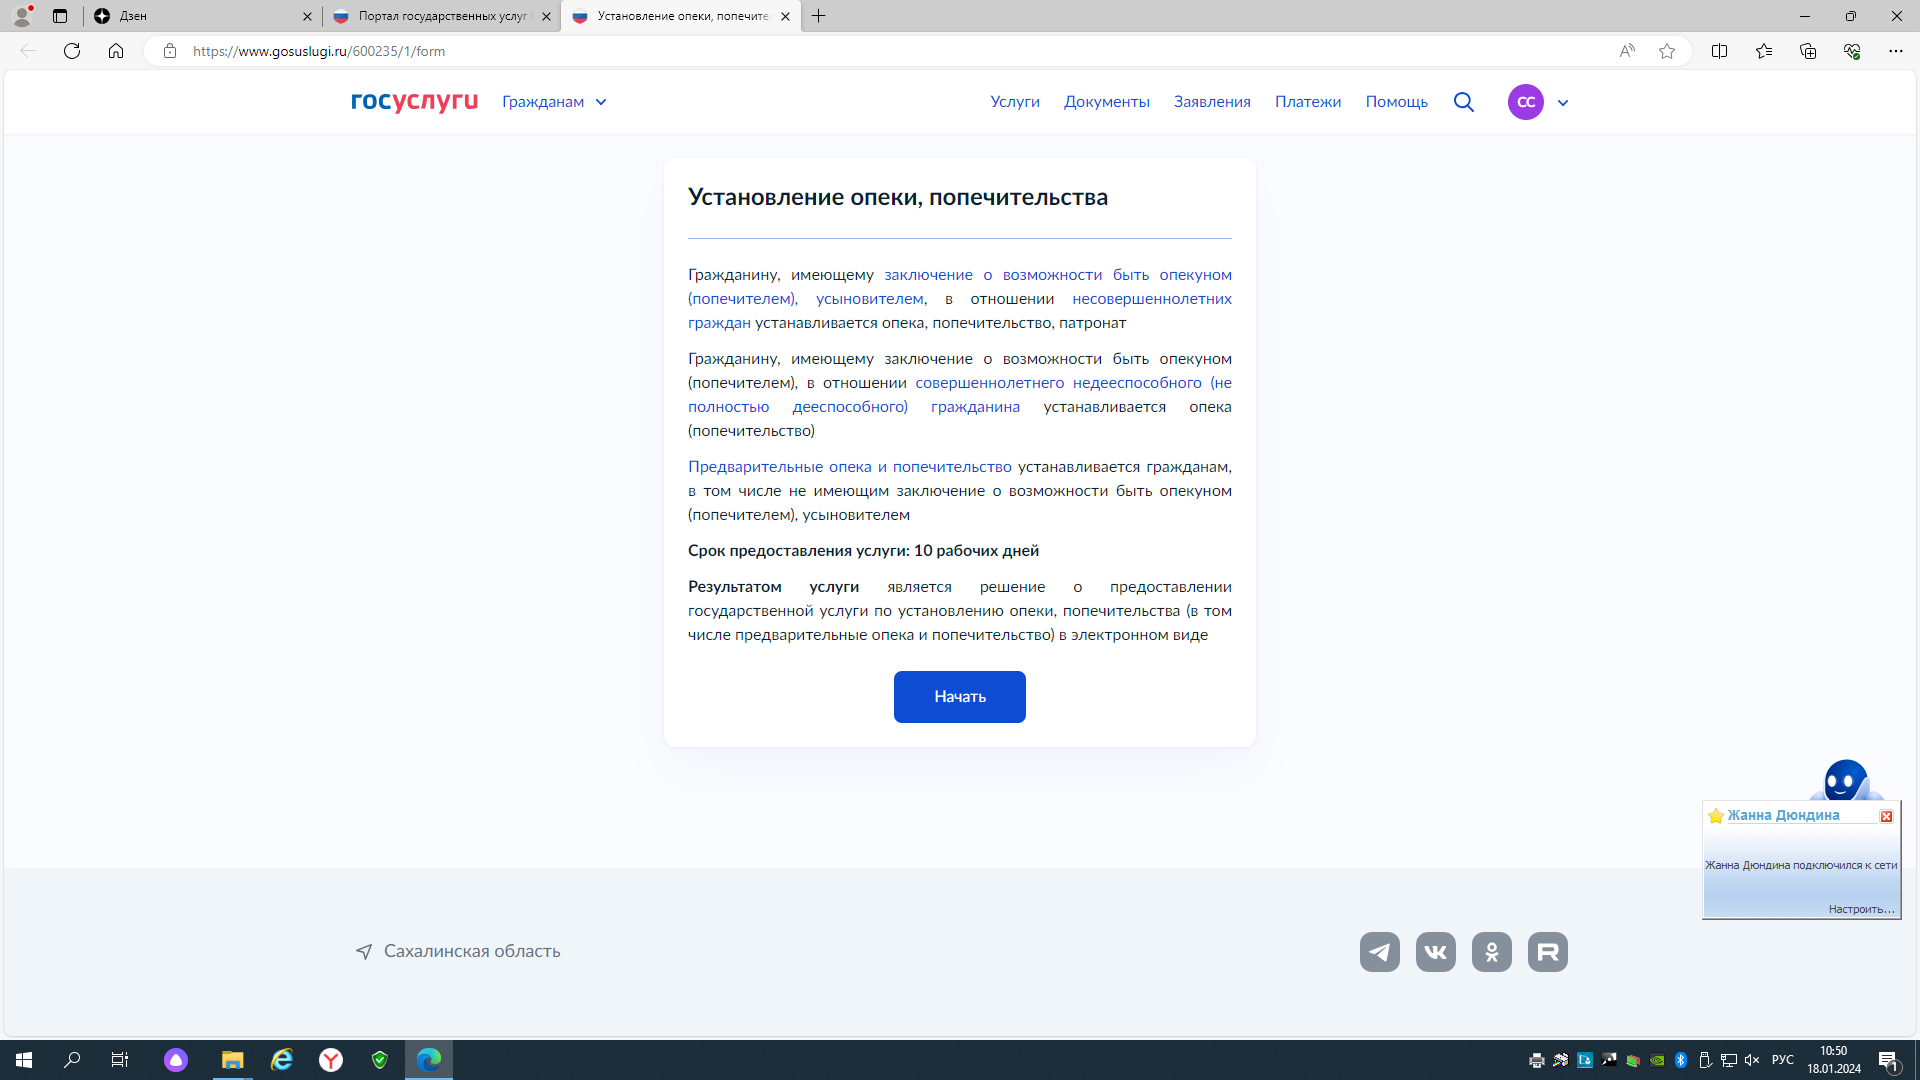 Дзен
Портал государственных услуг
Установление опеки, попечите
https://www.gosuslugi.ru/600235/1/form
госуслуги
Гражданам
Услуги
Документы
Заявления
Платежи
Помощь
СС
Установление опеки, попечительства
Гражданину, имеющему заключение о возможности быть опекуном
(попечителем), усыновителем, в отношении несовершеннолетних
граждан устанавливается опека, попечительство, патронат
Гражданину, имеющему заключение о возможности быть опекуном
(попечителем), в отношении совершеннолетнего недееспособного (не
полностью дееспособного) гражданина устанавливается опека
(попечительство)
Предварительные опека и попечительство устанавливается гражданам,
в том числе не имеющим заключение о возможности быть опекуном
(попечителем), усыновителем
Срок предоставления услуги: 10 рабочих дней
Результатом услуги является решение о предоставлении
государственной услуги по установлению опеки, попечительства (в том
числе предварительные опека и попечительство) в электронном виде
Начать
Жанна Дюндина
Жанна Дюндина подключился к сети
Настроить...
Сахалинская область
РУС
10:50
18.01.2024
1